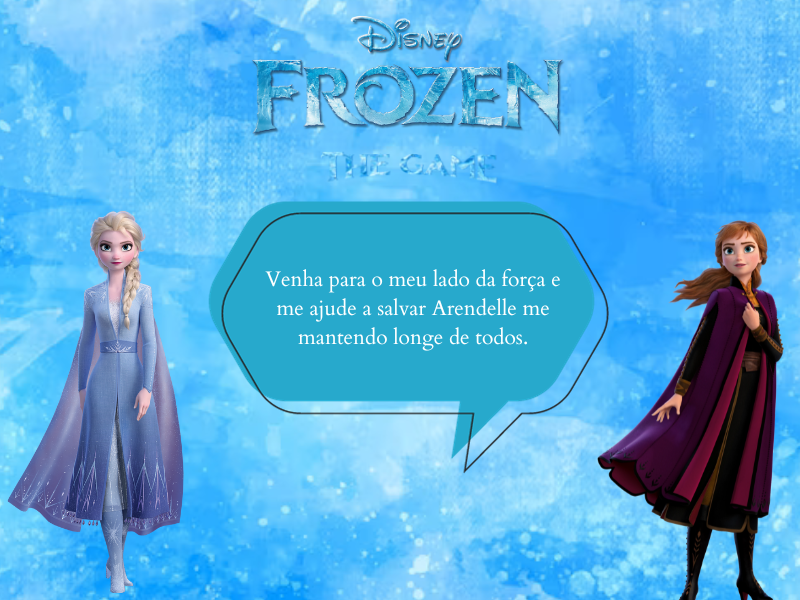 Disney
FROZEN
THE GAME
Venha para o meu lado da força e
me ajude a salvar Arendelle me
mantendo longe de todos.